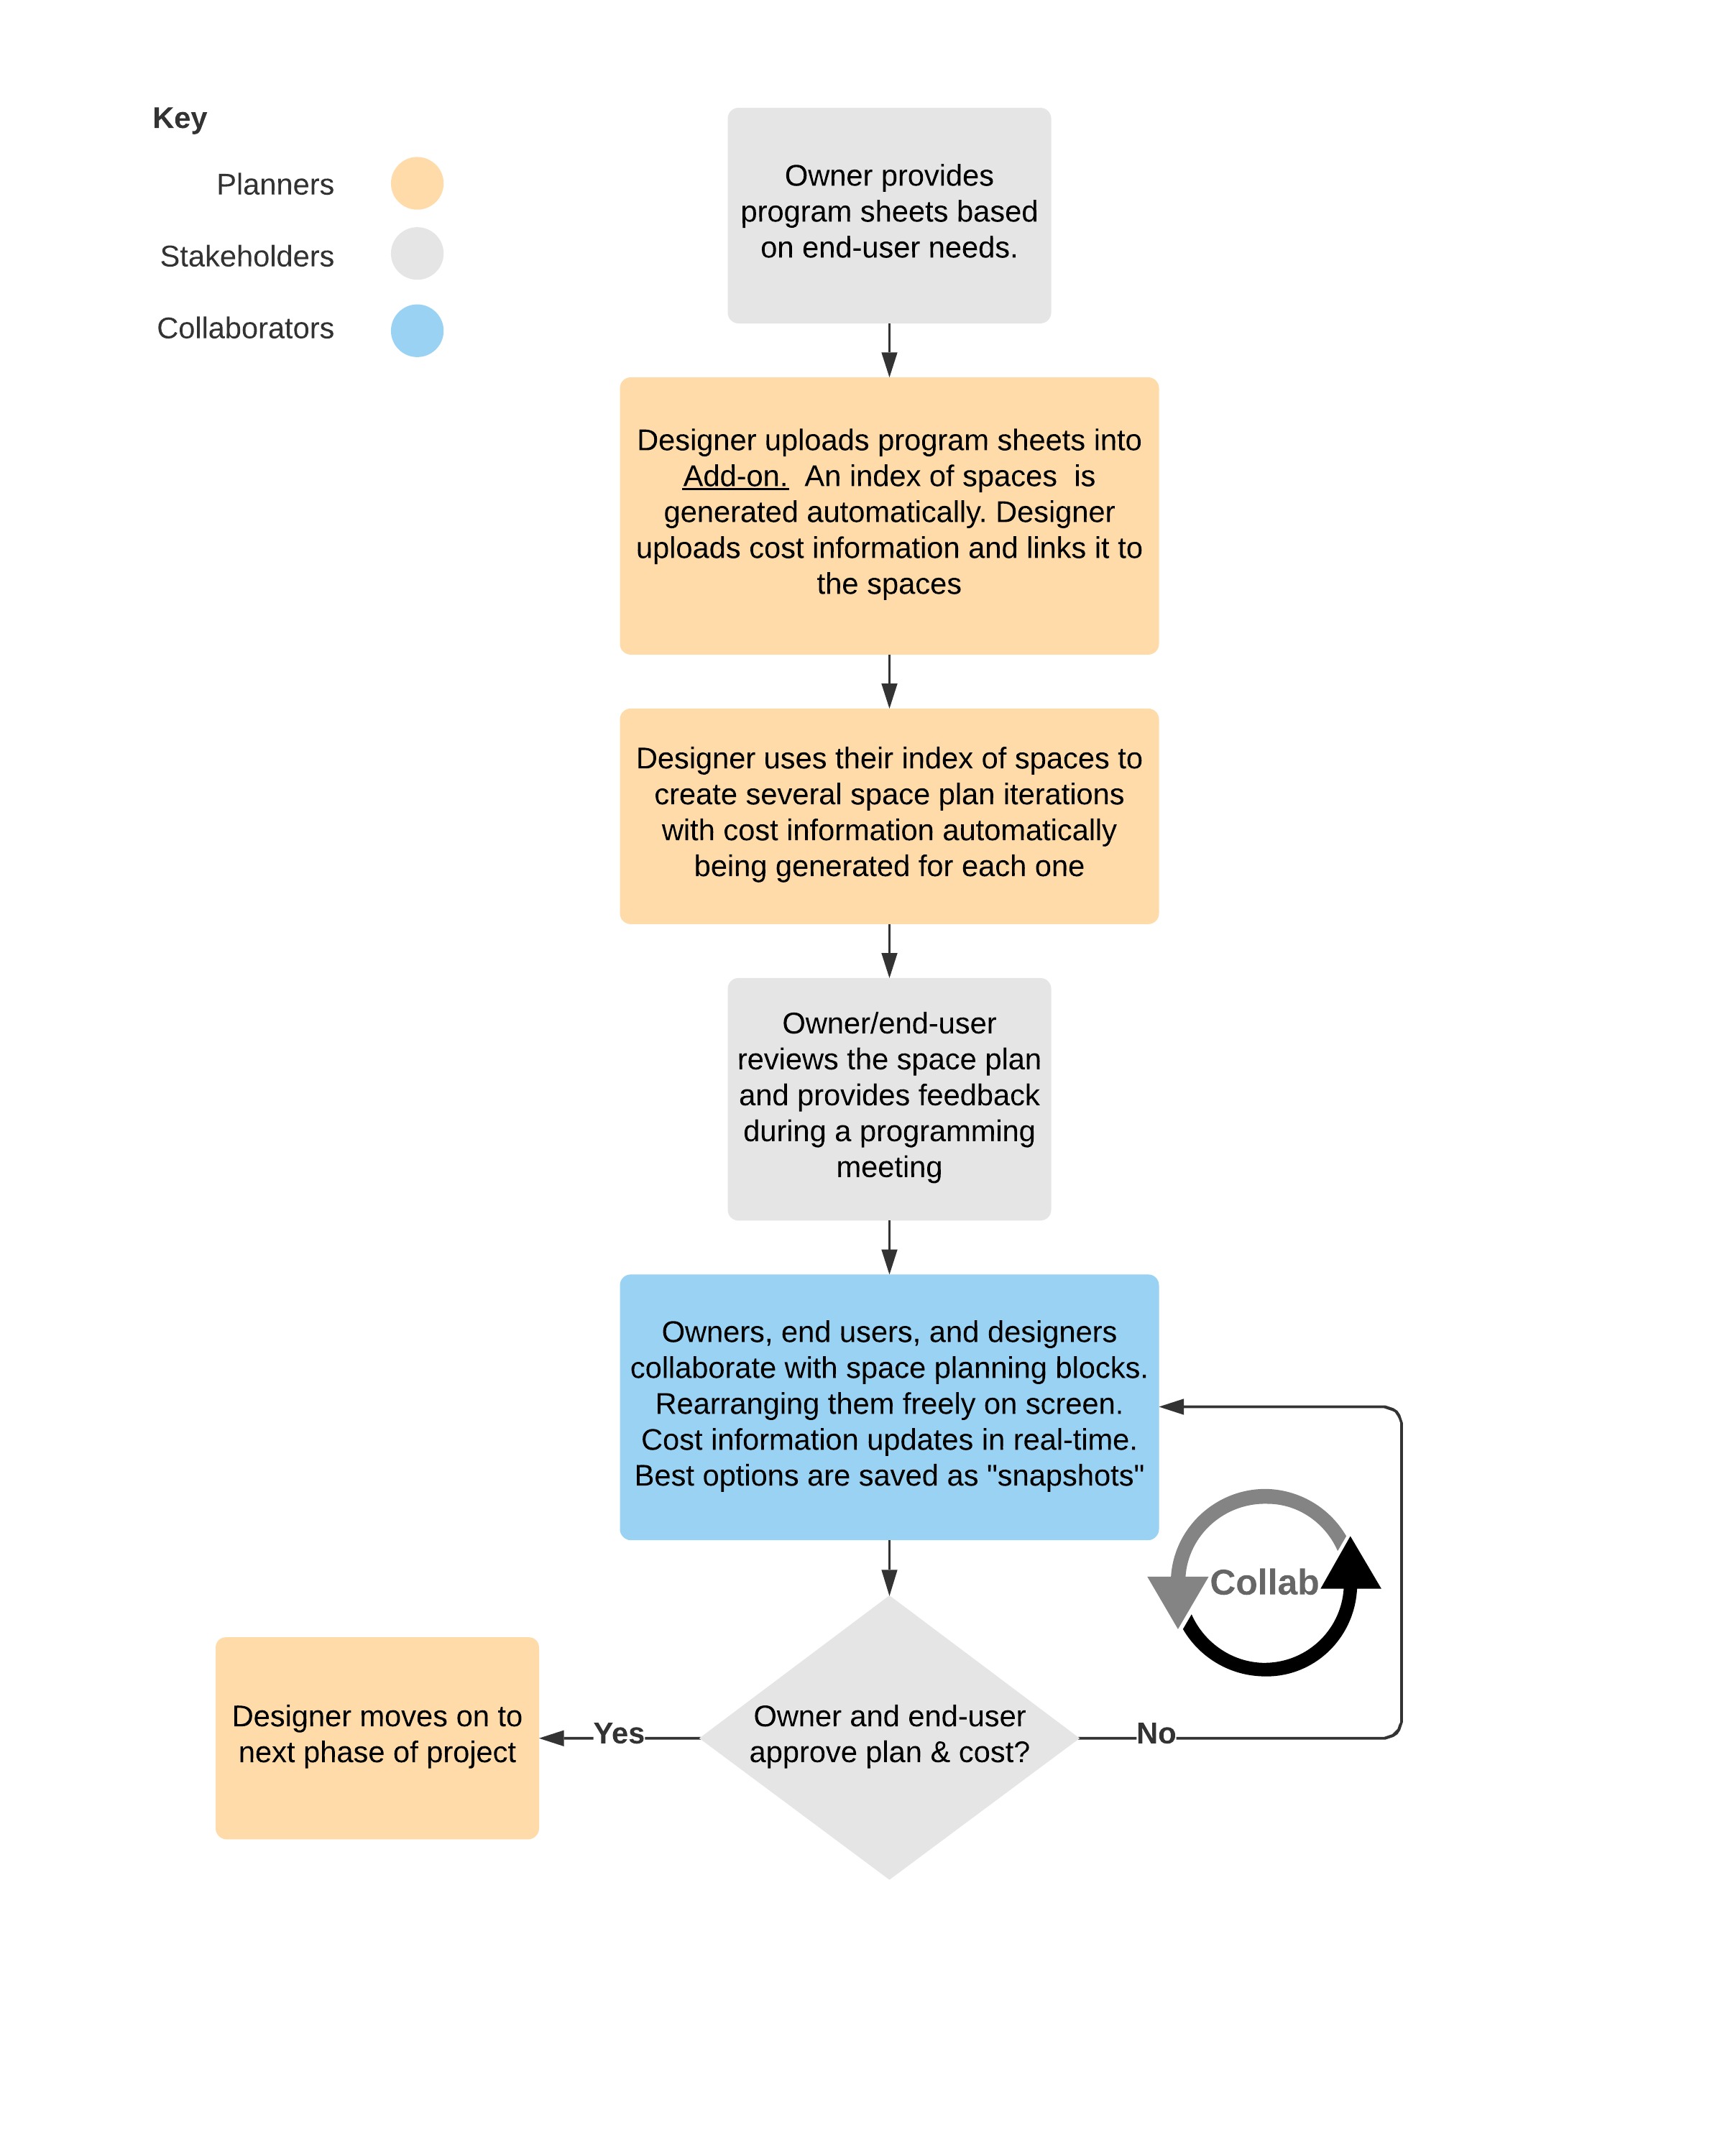 Key
Planners
Stakeholders
Collaborators
Owner provides
program sheets based
on end-user needs.
Designer uploads program sheets into
Add-on.  An index of spaces  is
generated automatically. Designer
uploads cost information and links it to
the spaces
Designer uses their index of spaces to
create several space plan iterations
with cost information automatically
being generated for each one
Owner/end-user
reviews the space plan
and provides feedback
during a programming
meeting
Owners, end users, and designers
collaborate with space planning blocks.
Rearranging them freely on screen.
Cost information updates in real-time.
Best options are saved as "snapshots"
Collab
Owner and end-user
approve plan & cost?
Yes
No
Designer moves on to
next phase of project